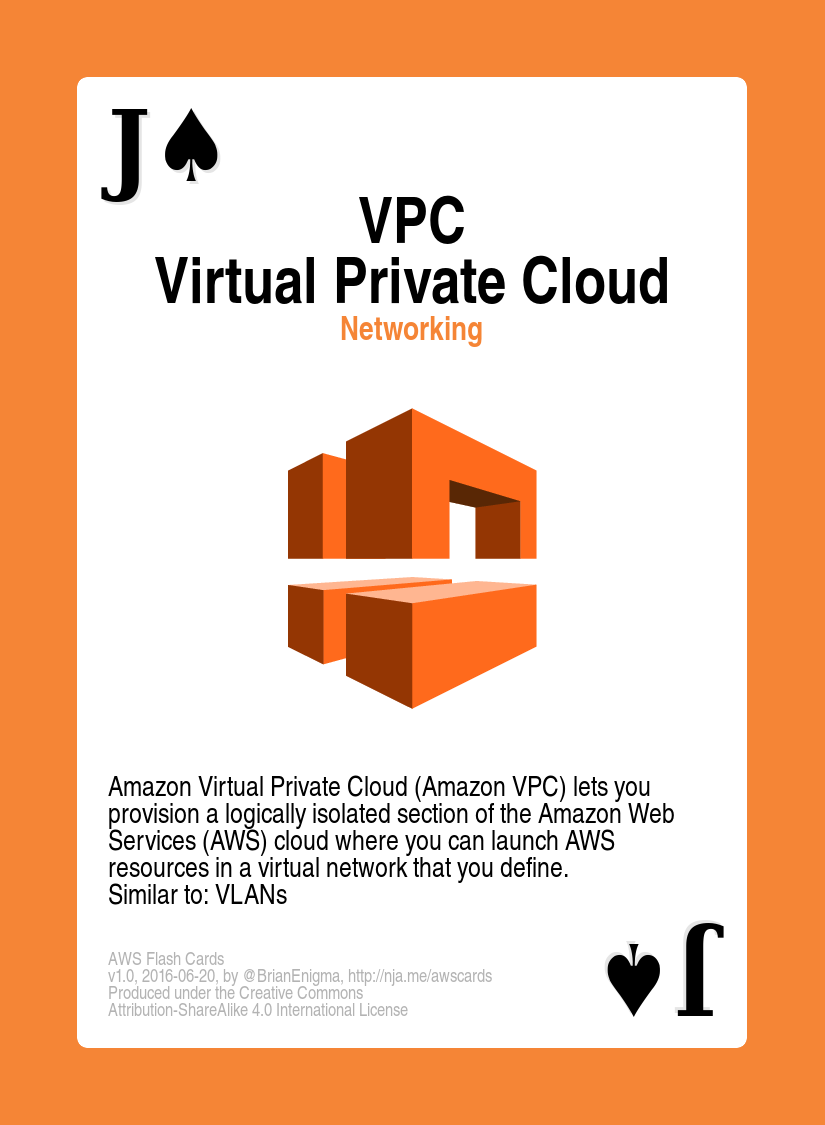 J♠
VPC
Virtual Private Cloud
Networking
Amazon Virtual Private Cloud (Amazon VPC) lets you
provision a logically isolated section of the Amazon Web
Services (AWS) cloud where you can launch AWS
resources in a virtual network that you define.
Similar to: VLANs
AWS Flash Cards
v1.0, 2016-06-20, by @BrianEnigma, http://nja.me/awscards
Produced under the Creative Commons
Attribution-ShareAlike 4.0 International License
J♠